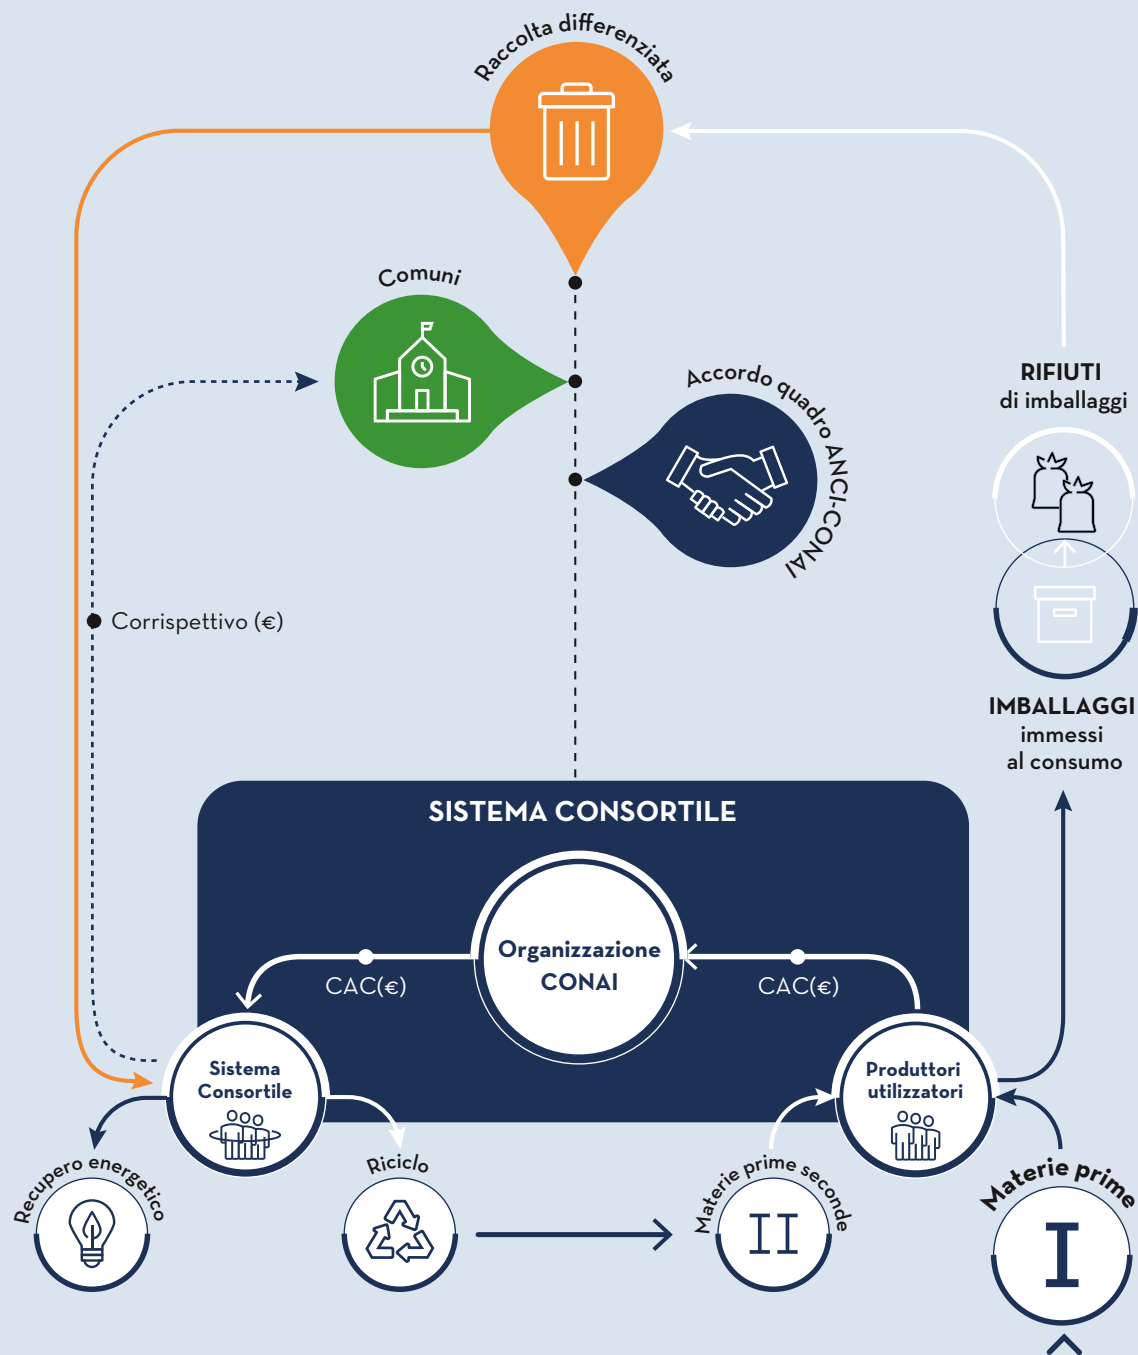 Raccolta differenziata
Comuni
Accordo quadro ANCI-CONAI
RIFIUTI
di imballaggi
Corrispettivo (€)
IMBALLAGGI
immessi
al consumo
SISTEMA CONSORTILE
Organizzazione
CONAI
CAC(€)
CAC(€)
Sistema
Consortile
Produttori
utilizzatori
Recupero energetico
Riciclo
Materie prime seconde
II
Materie prime
I